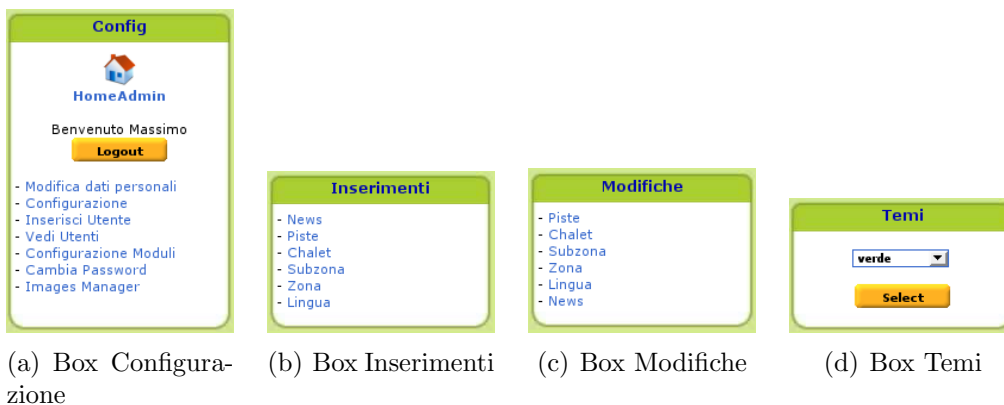 Config
HomeAdmin
Benvenuto Massimo
Logout
- Modifica dati personali
- Configurazione
- Inserisci Utente
- Vedi Utenti
- Configurazione Moduli
- Cambia Password
- Images Manager
(a) Box Configura-
zione
Inserimenti
- News
- Piste
- Chalet
- Subzona
- Zona
- Lingua
(b) Box Inserimenti
Modifiche
- Piste
- Chalet
- Subzona
- Zona
- Lingua
- News
(c) Box Modifiche
Temi
verde
Select
(d) Box Temi